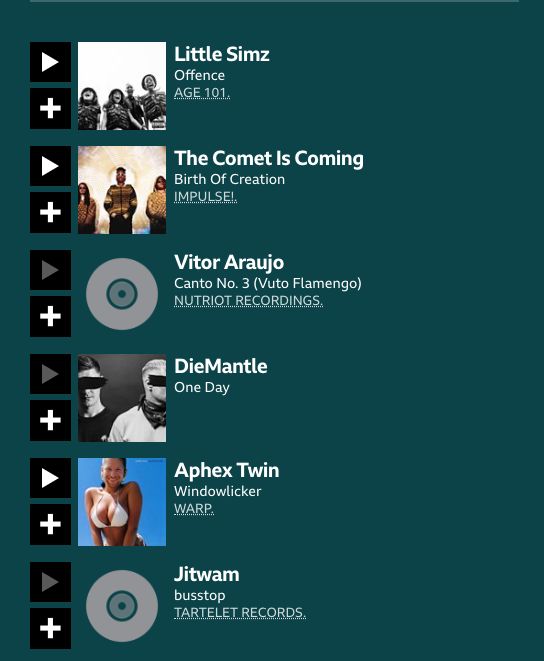 Little Simz
Offence
AGE 101.
The Comet Is Coming
Birth Of Creation
IMPULSE!.
Vitor Araujo
Canto No. 3 (Vuto Flamengo)
NUTRIOT RECORDINGS.
DieMantle
One Day
Aphex Twin
Windowlicker
WARP.
Jitwam
busstop
TARTELET RECORDS.